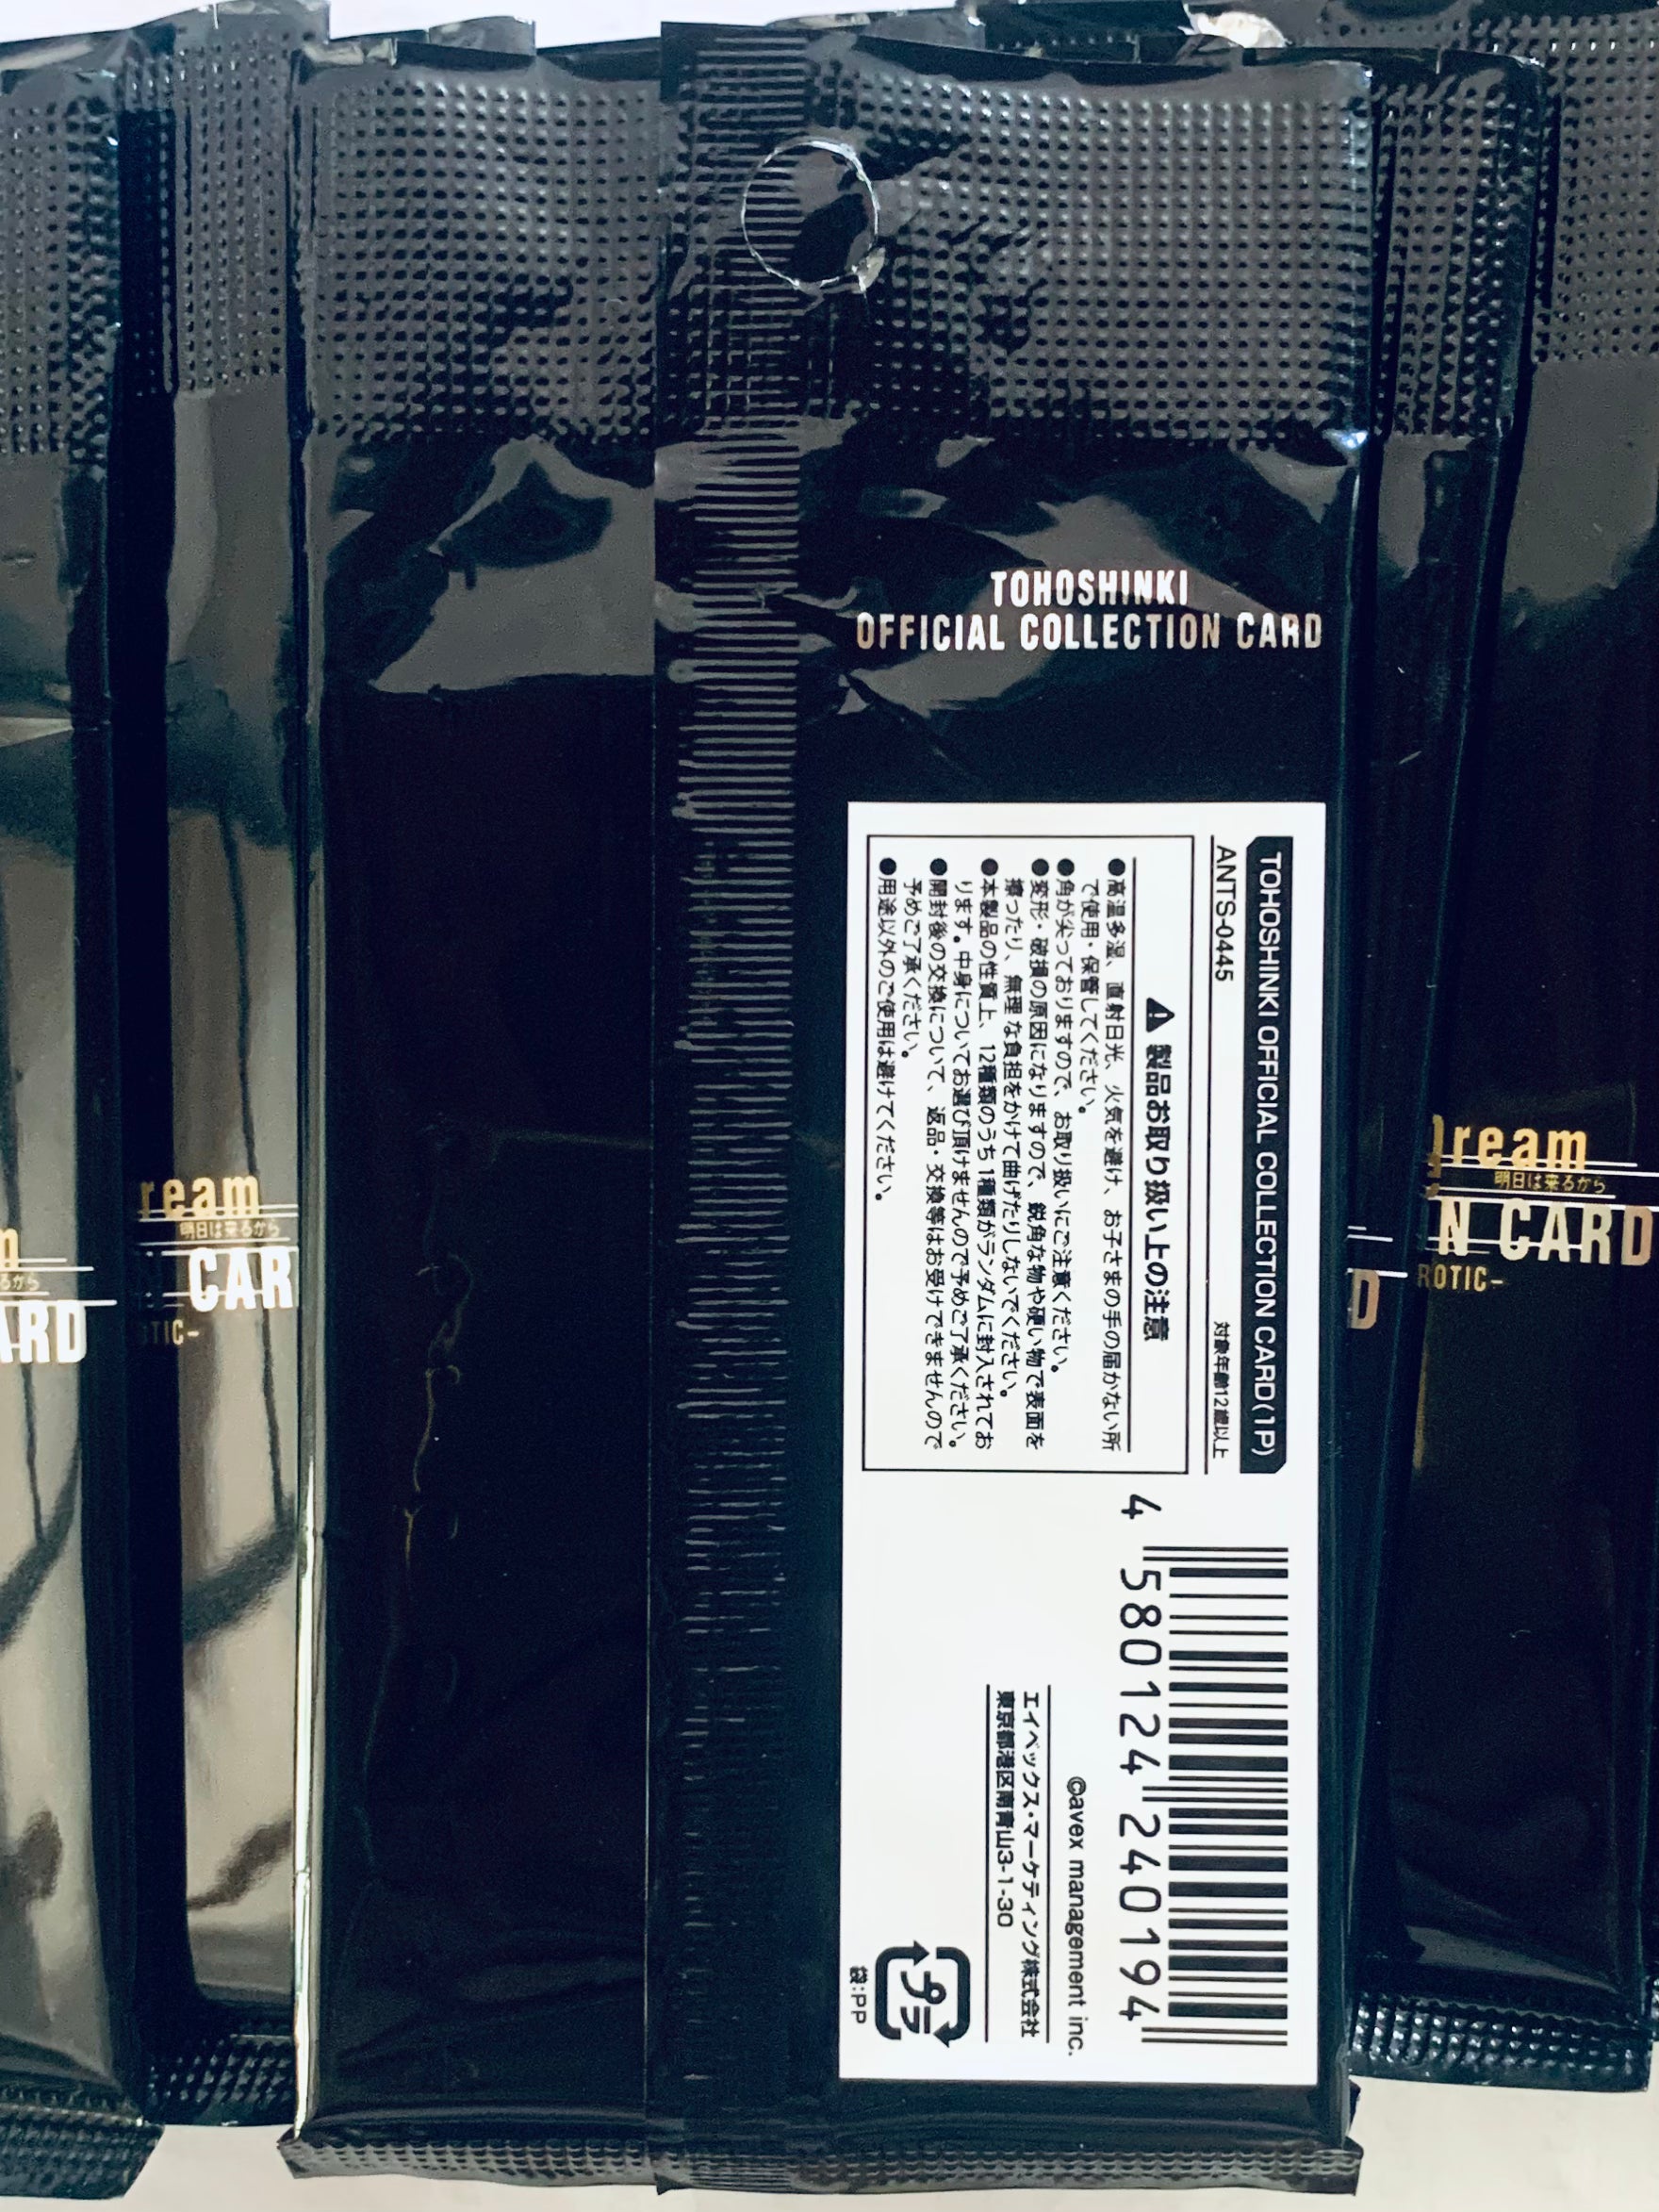 TOHOSHINKI
OFFICIAL COLLECTION CARD
TOHOSHINKI OFFICIAL COLLECTION CARD(1P)
ANTS-0445
対象年齢12歳以上
⚠ 製品お取り扱い上の注意
●高温多湿、直射日光、火気を避け、お子さまの手の届かない所
で使用・保管してください。
●角が尖っておりますので、お取り扱いにご注意ください。
●変形・破損の原因になりますので、鋭角な物や硬い物で表面を
擦ったり、無理な負担をかけて曲げたりしないでください。
●本製品の性質上、12種類のうち1種類がランダムに封入されてお
ります。中身についてお選び頂けませんので予めご了承ください。
●開封後の交換について、返品・交換等はお受けできませんので
予めご了承ください。
●用途以外のご使用は避けてください。
4 580124 240194
©avex management inc.
エイベックス・マーケティング株式会社
東京都港区南青山3-1-30
プラ
袋:PP
ream
明日は来るから
CAR
TIC-
るから
ARD
D
ream
明日は来るから
N CARD
ROTIC-